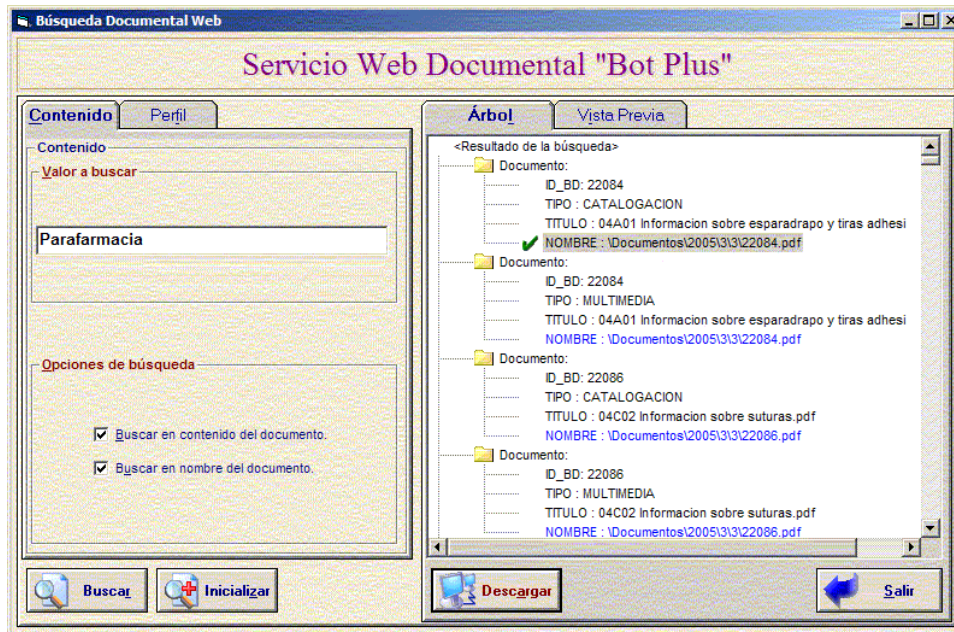 Búsqueda Documental Web
Servicio Web Documental "Bot Plus"
Contenido
Perfil
Contenido
Valor a buscar
Parafarmacia
Opciones de búsqueda
Buscar en contenido del documento.
Buscar en nombre del documento.
Buscar
Inicializar
Árbol
Vista Previa
<Resultado de la búsqueda>
Documento:
ID_BD: 22084
TIPO : CATALOGACION
TITULO : 04A01 Informacion sobre esparadrapo y tiras adhesi
NOMBRE : \Documentos\2005\3\3\22084.pdf
Documento:
ID_BD: 22084
TIPO : MULTIMEDIA
TITULO : 04A01 Informacion sobre esparadrapo y tiras adhesi
NOMBRE : \Documentos\2005\3\3\22084.pdf
Documento:
ID_BD: 22086
TIPO : CATALOGACION
TITULO : 04C02 Informacion sobre suturas.pdf
NOMBRE : \Documentos\2005\3\3\22086.pdf
Documento:
ID_BD: 22086
TIPO : MULTIMEDIA
TITULO : 04C02 Informacion sobre suturas.pdf
NOMBRE : \Documentos\2005\3\3\22086.pdf
Descargar
Salir